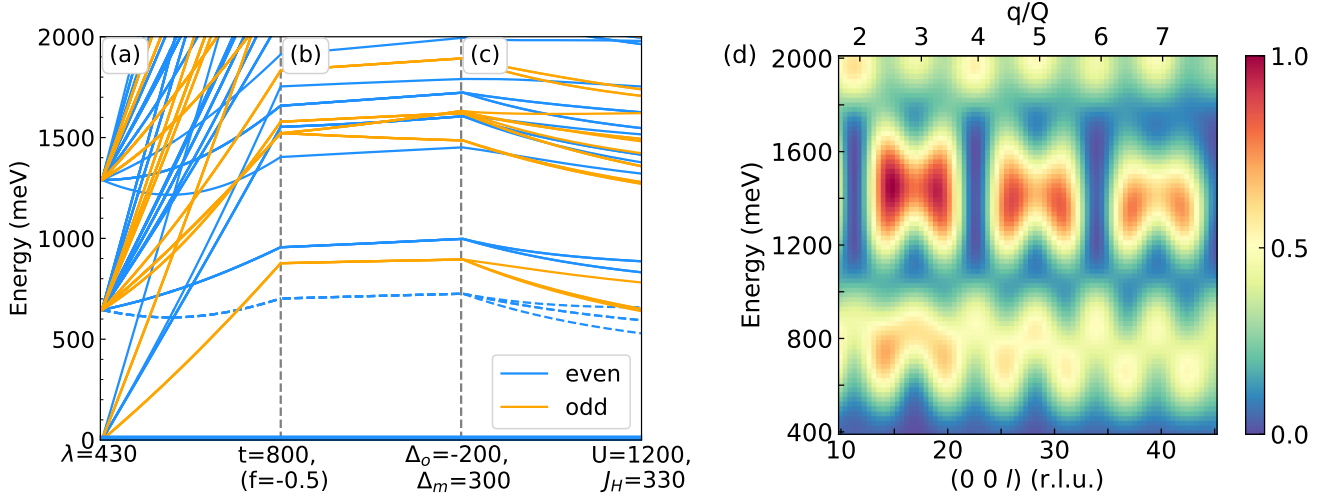 (a)
(b)
(c)
Energy (meV)
2000
1500
1000
500
0
even
odd
λ=430
t=800,
(f=-0.5)
Δ_o=-200,
Δ_m=300
U=1200,
J_H=330
(d)
q/Q
2 3 4 5 6 7
Energy (meV)
2000
1600
1200
800
400
10 20 30 40
(0 0 l) (r.l.u.)
1.0
0.5
0.0